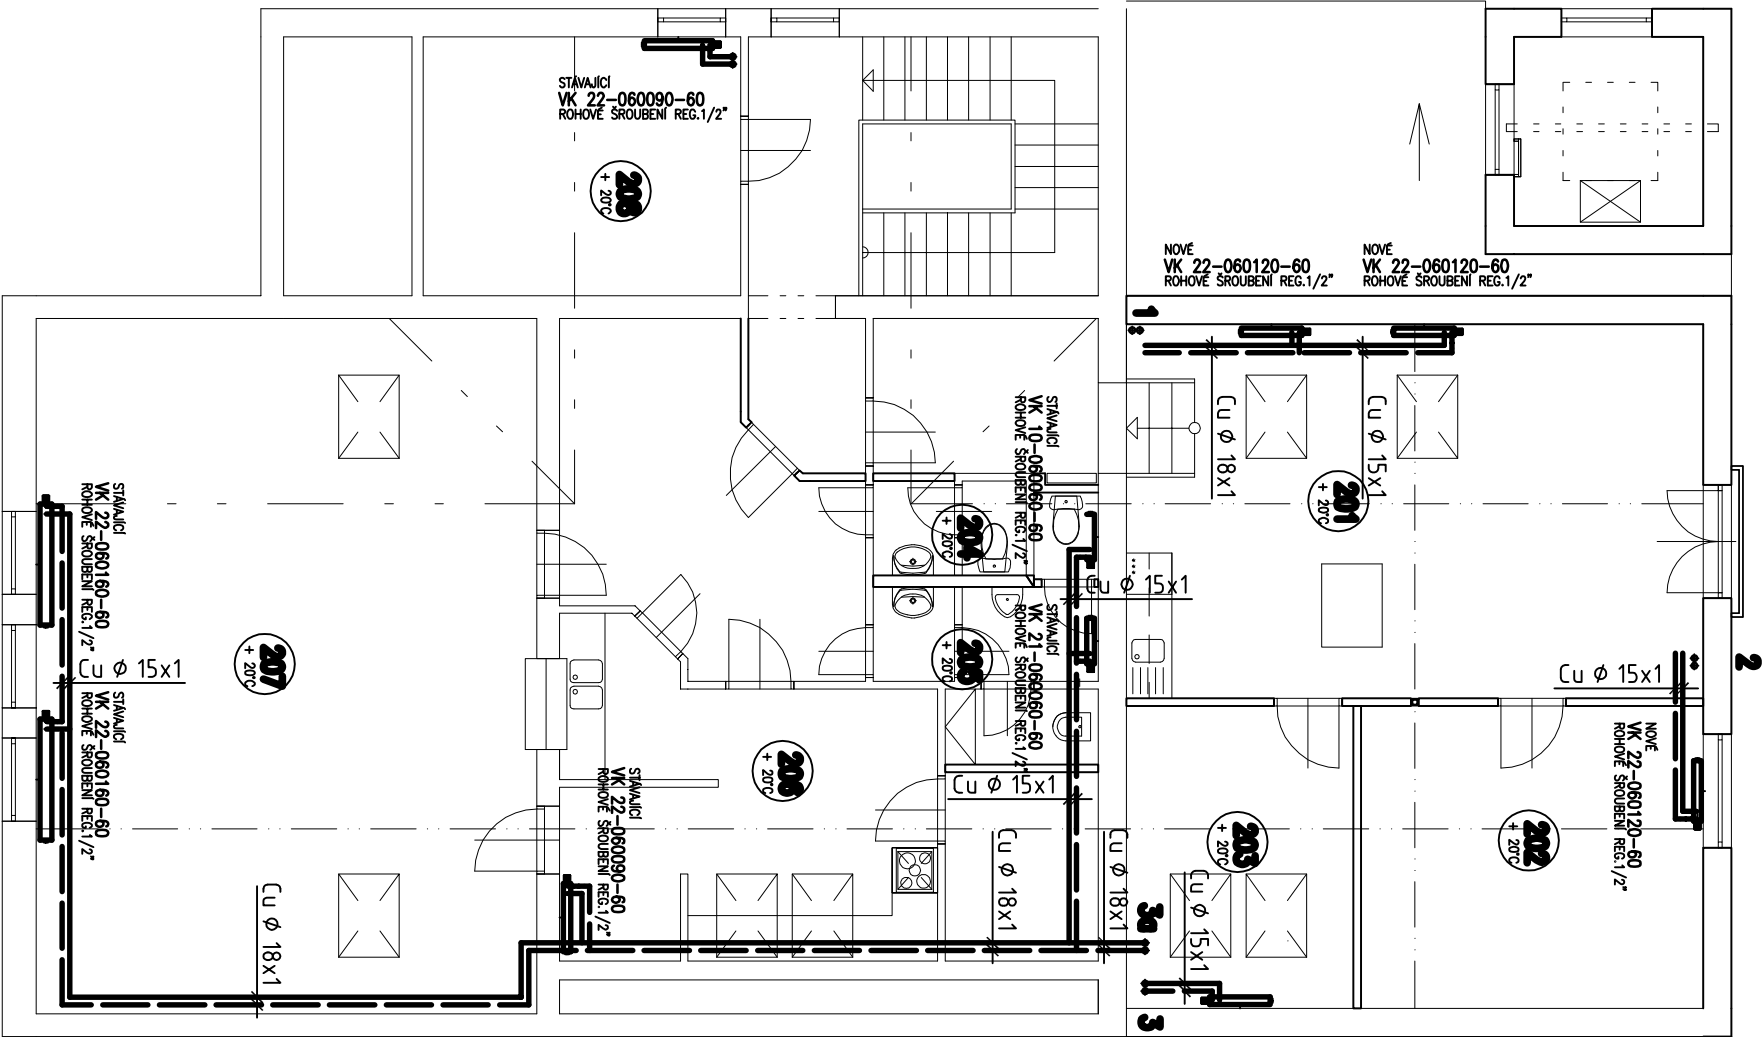 STÁVAJÍCÍ
VK 22-060090-60
ROHOVÉ ŠROUBENÍ REG.1/2"
208
+ 20°C
NOVÉ
VK 22-060120-60
ROHOVÉ ŠROUBENÍ REG.1/2"
NOVÉ
VK 22-060120-60
ROHOVÉ ŠROUBENÍ REG.1/2"
1
Cu Ø 18x1
Cu Ø 15x1
201
+ 20°C
STÁVAJÍCÍ
VK 10-060060-60
ROHOVÉ ŠROUBENÍ REG.1/2"
204
+ 20°C
Cu Ø 15x1
STÁVAJÍCÍ
VK 21-060060-60
ROHOVÉ ŠROUBENÍ REG.1/2"
205
+ 20°C
STÁVAJÍCÍ
VK 22-060160-60
ROHOVÉ ŠROUBENÍ REG.1/2"
207
+ 20°C
Cu Ø 15x1
STÁVAJÍCÍ
VK 22-060160-60
ROHOVÉ ŠROUBENÍ REG.1/2"
2
Cu Ø 15x1
NOVÉ
VK 22-060120-60
ROHOVÉ ŠROUBENÍ REG.1/2"
206
+ 20°C
STÁVAJÍCÍ
VK 22-060090-60
ROHOVÉ ŠROUBENÍ REG.1/2"
Cu Ø 15x1
203
+ 20°C
202
+ 20°C
Cu Ø 18x1
Cu Ø 18x1
Cu Ø 18x1
3a
Cu Ø 15x1
3